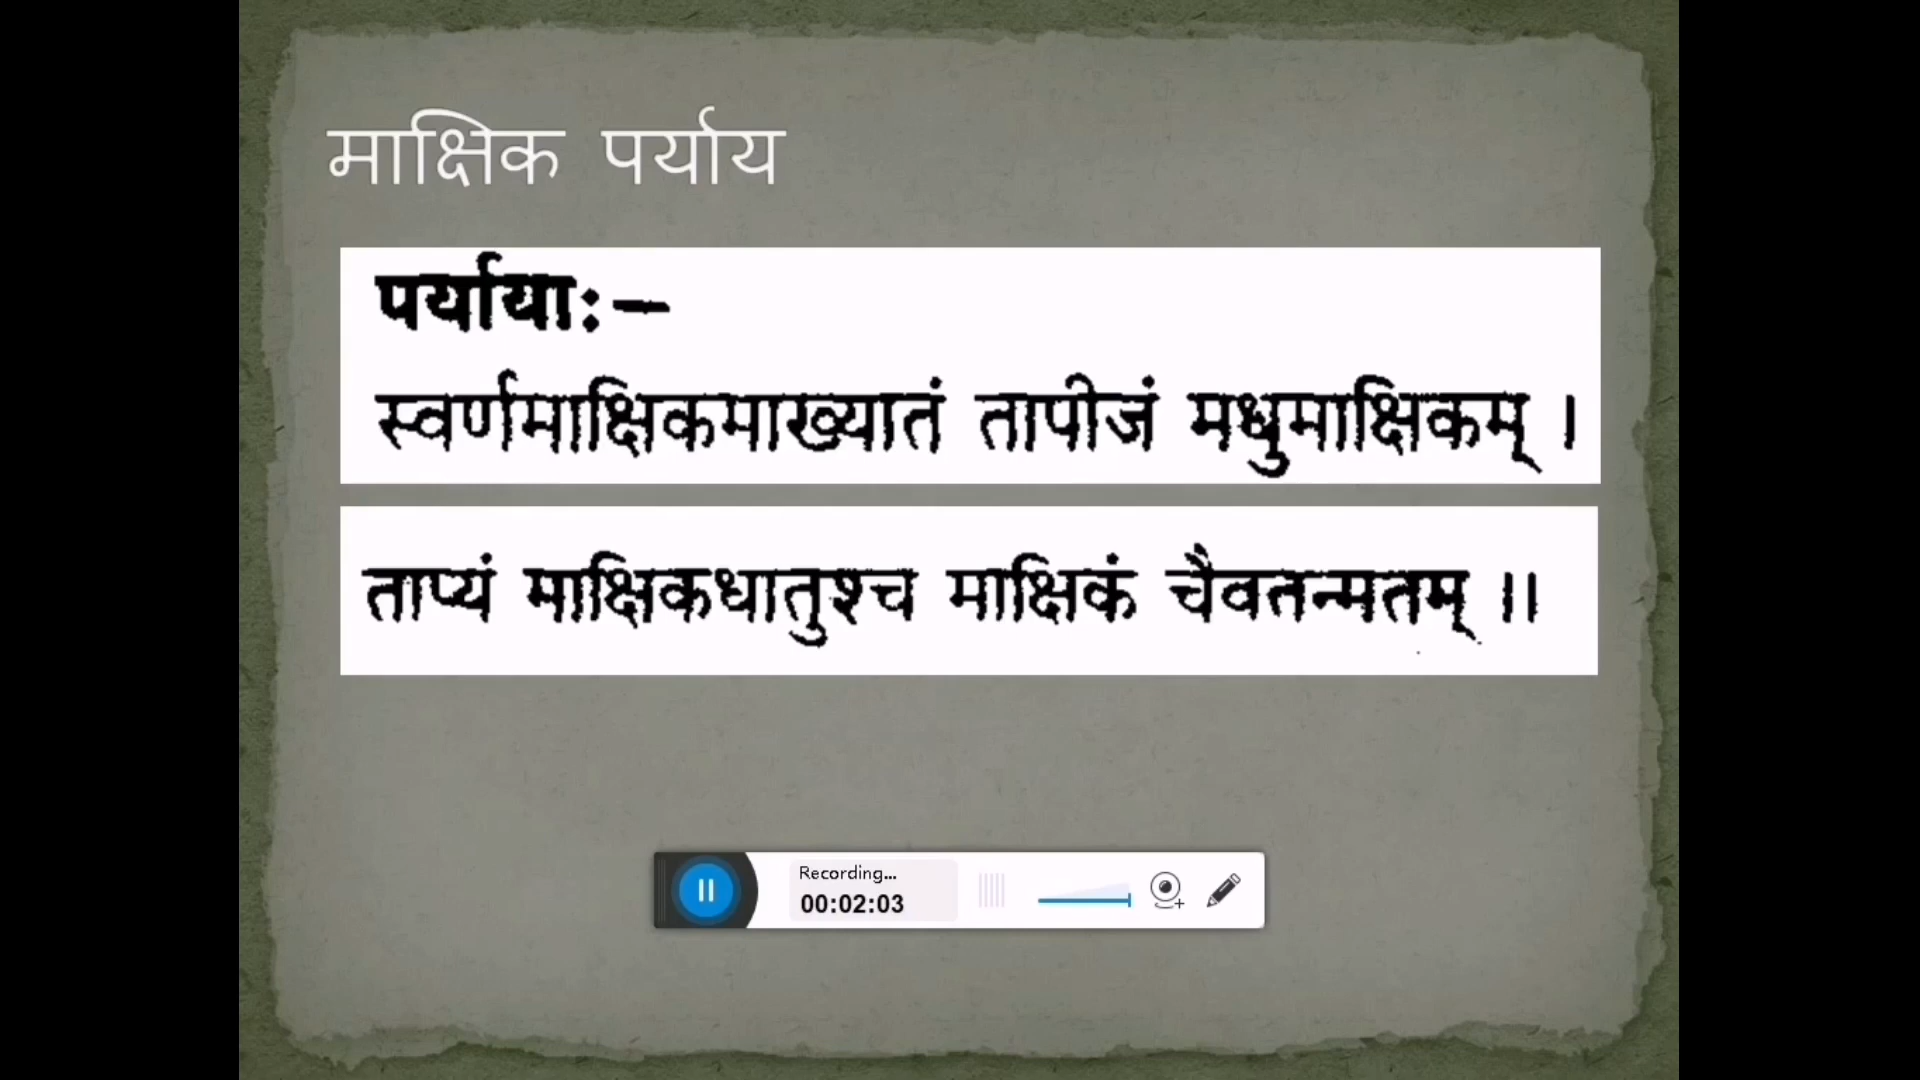 माक्षिक पर्याय
पर्यायाः—
स्वर्णमाक्षिकमाख्यातं तापीजं मधुमाक्षिकम् ।
ताप्यं माक्षिकधातुश्च माक्षिकं चैवतन्मतम् ॥
Recording...
00:02:03